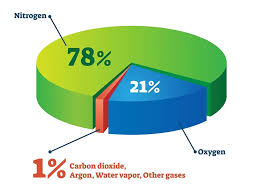 Nitrogen
78%
21%
Oxygen
1% Carbon dioxide,
Argon, Water vapor, Other gases